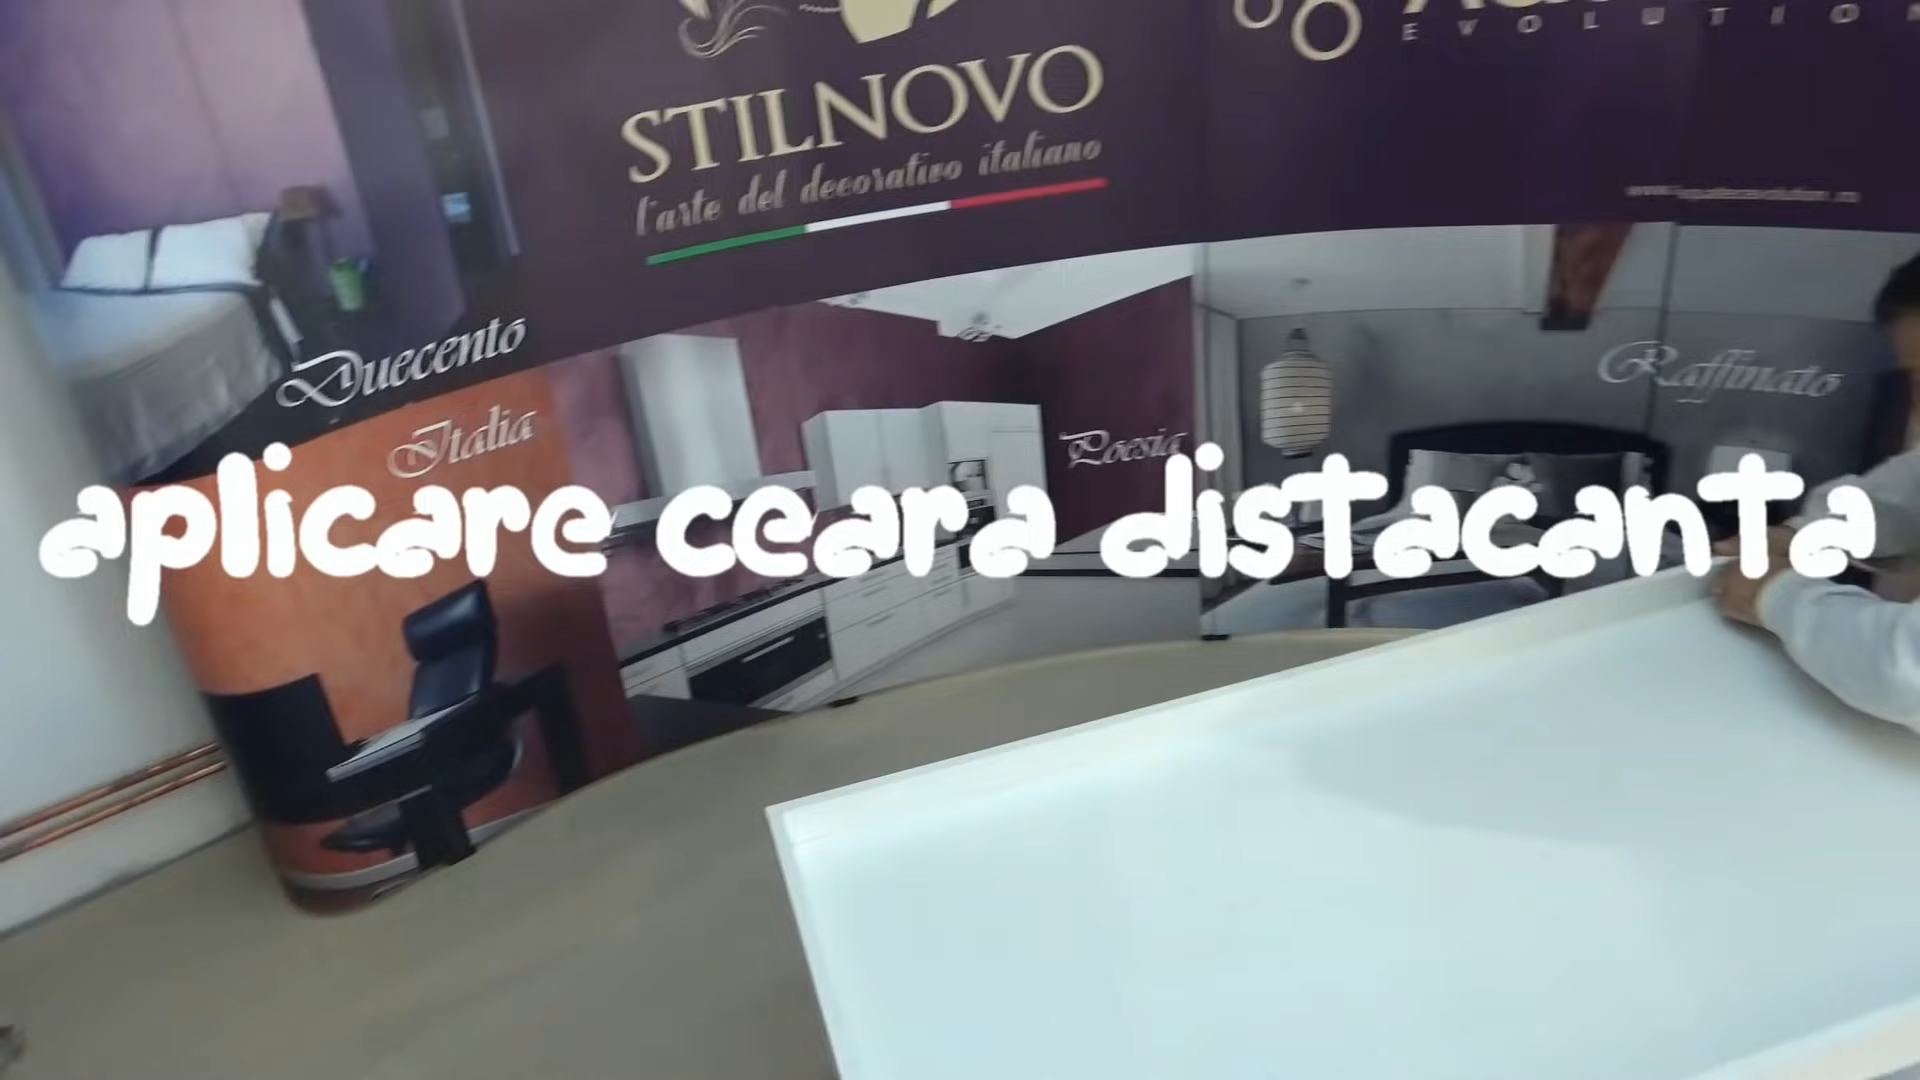 STILNOVO
l'arte del decorativo italiano
EVOLUTION
Duecento
Italia
Poesia
Raffinato
aplicare ceara distacanta